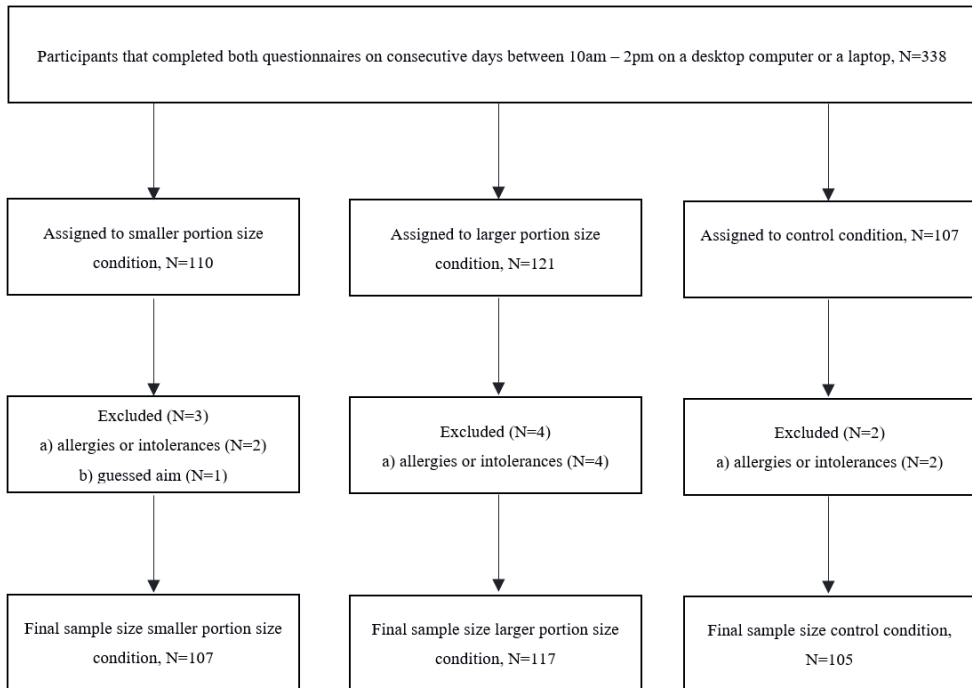 Participants that completed both questionnaires on consecutive days between 10am – 2pm on a desktop computer or a laptop, N=338
Assigned to smaller portion size
condition, N=110
Assigned to larger portion size
condition, N=121
Assigned to control condition, N=107
Excluded (N=3)
a) allergies or intolerances (N=2)
b) guessed aim (N=1)
Excluded (N=4)
a) allergies or intolerances (N=4)
Excluded (N=2)
a) allergies or intolerances (N=2)
Final sample size smaller portion size
condition, N=107
Final sample size larger portion size
condition, N=117
Final sample size control condition,
N=105